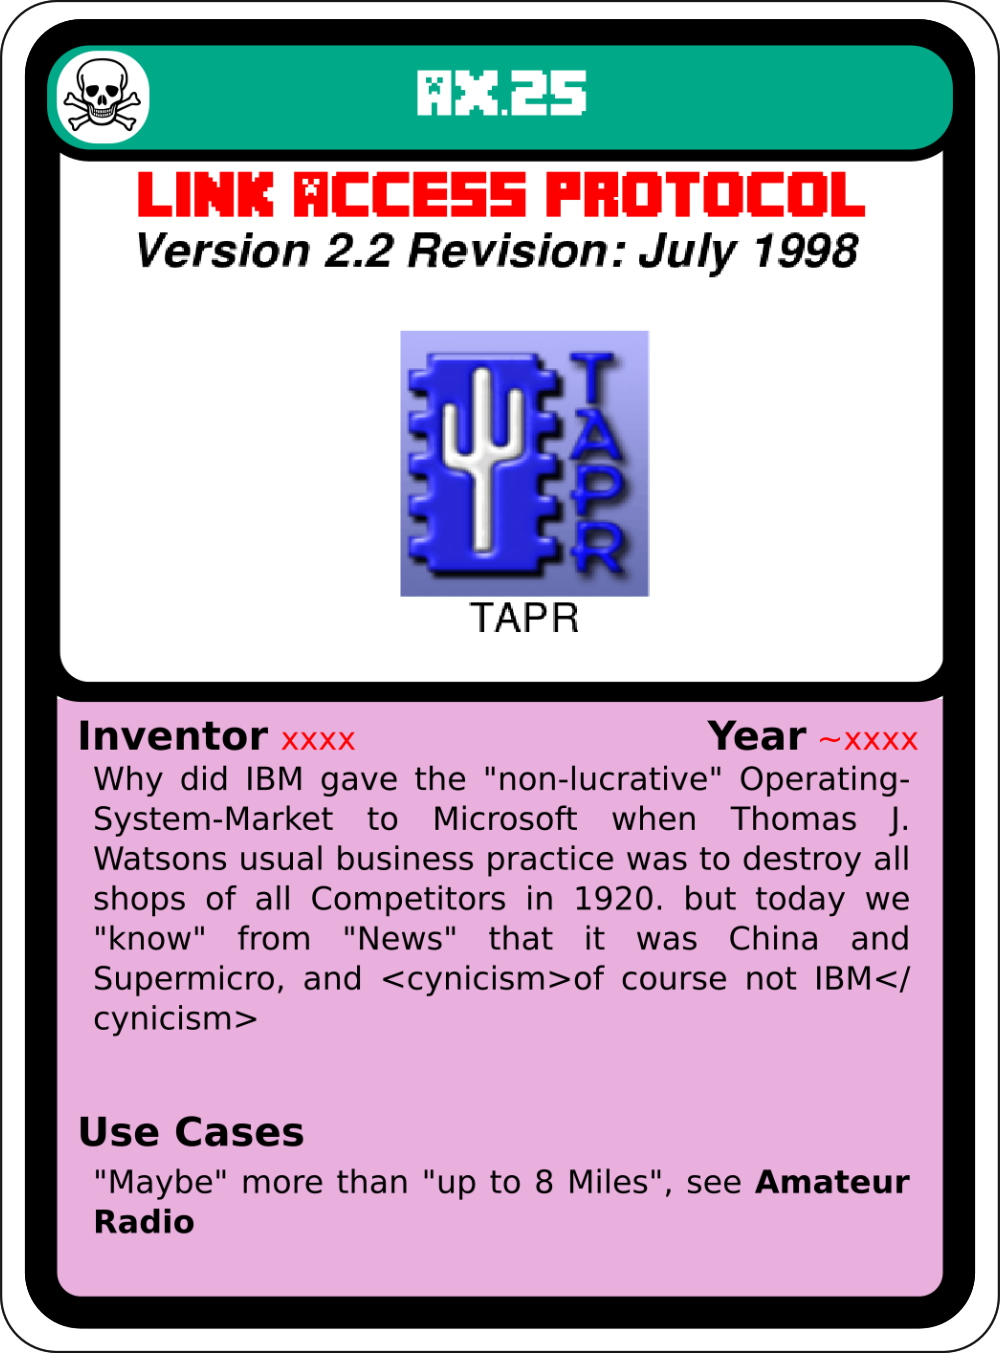 AX.25
LINK ACCESS PROTOCOL
Version 2.2 Revision: July 1998
TAPR
TAPR
Inventor xxxx Year ~xxxx
Why did IBM gave the "non-lucrative" Operating-
System-Market to Microsoft when Thomas J.
Watsons usual business practice was to destroy all
shops of all Competitors in 1920. but today we
"know" from "News" that it was China and
Supermicro, and <cynicism>of course not IBM</
cynicism>
Use Cases
"Maybe" more than "up to 8 Miles", see Amateur
Radio